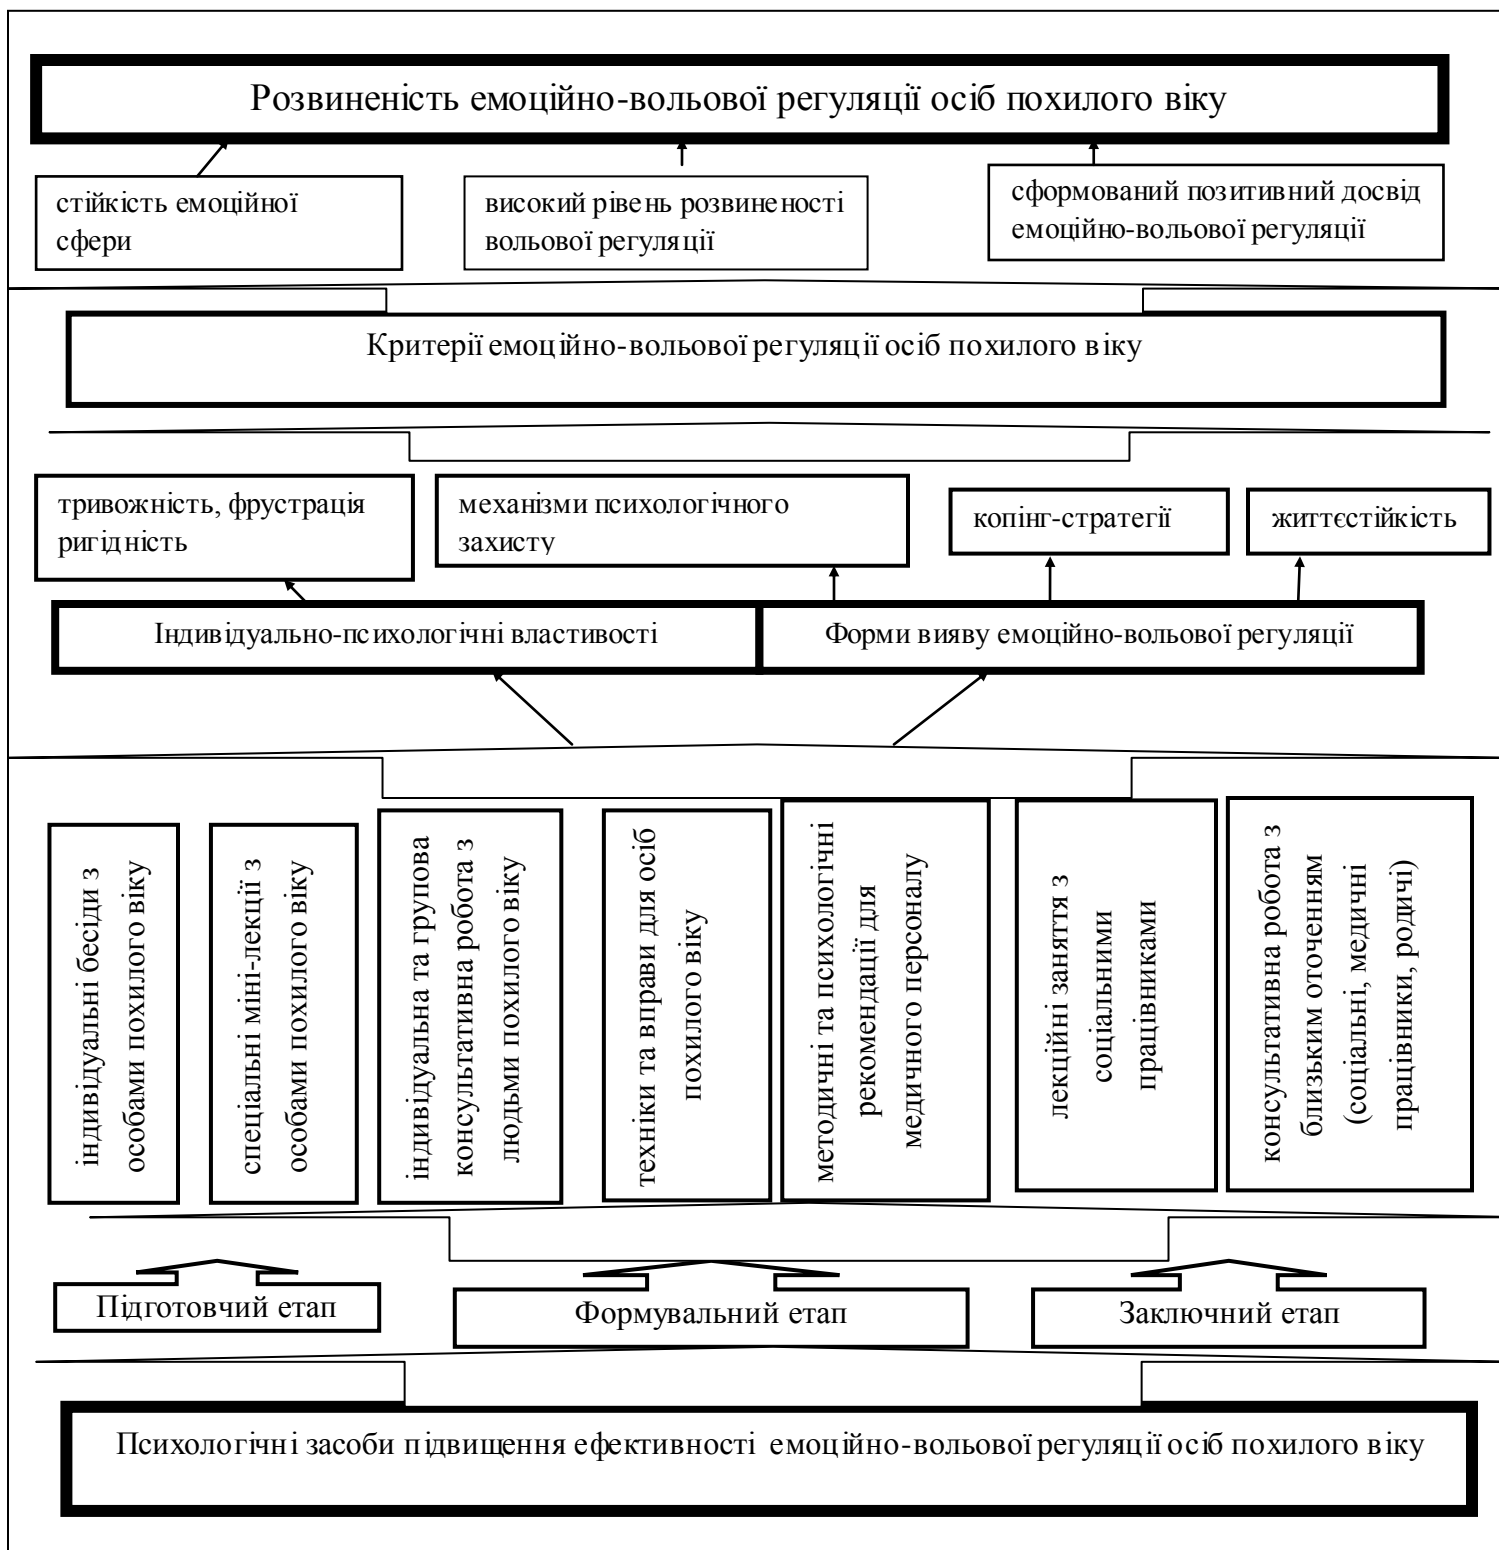 Розвиненість емоційно-вольової регуляції осіб похилого віку
стійкість емоційної
сфери
високий рівень розвиненості
вольової регуляції
сформований позитивний досвід
емоційно-вольової регуляції
Критерії емоційно-вольової регуляції осіб похилого віку
тривожність, фрустрація
ригідність
механізми психологічного
захисту
копінг-стратегії
життєстійкість
Індивідуально-психологічні властивості
Форми вияву емоційно-вольової регуляції
індивідуальні бесіди з
особами похилого віку
спеціальні міні-лекції з
особами похилого віку
індивідуальна та групова
консультативна робота з
людьми похилого віку
техніки та вправи для осіб
похилого віку
методичні та психологічні
рекомендації для
медичного персоналу
лекційні заняття з
соціальними
працівниками
консультативна робота з
близьким оточенням
(соціальні, медичні
працівники, родичі)
Підготовчий етап
Формувальний етап
Заключний етап
Психологічні засоби підвищення ефективності емоційно-вольової регуляції осіб похилого віку